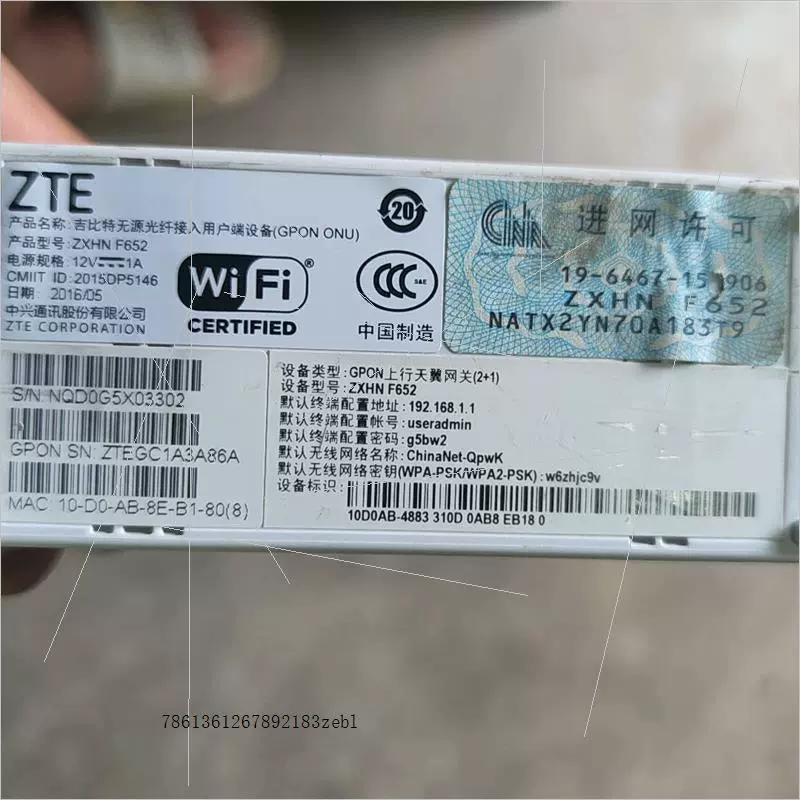 ZTE
产品名称: 吉比特无源光纤接入用户端设备(GPON ONU)
产品型号: ZXHN F652
电源规格: 12V 1A
CMIIT ID: 2015DP5146
日期: 2016/05
中兴通讯股份有限公司
ZTE CORPORATION
20
Wi Fi®
CERTIFIED
CCC S&E
中国制造
进网许可
19-6467-15 906
ZXHN F652
NATX2YN70A183T9
S/N: NQD0G5X03302
GPON SN: ZTEGC1A3A86A
MAC: 10-D0-AB-8E-B1-80(8)
设备类型: GPON上行天翼网关(2+1)
设备型号: ZXHN F652
默认终端配置地址: 192.168.1.1
默认终端配置帐号: useradmin
默认终端配置密码: g5bw2
默认无线网络名称: ChinaNet-QpwK
默认无线网络密钥(WPA-PSK/WPA2-PSK): w6zhjc9v
设备标识:
10D0AB-4883 310D 0AB8 EB18 0
7861361267892183zebl